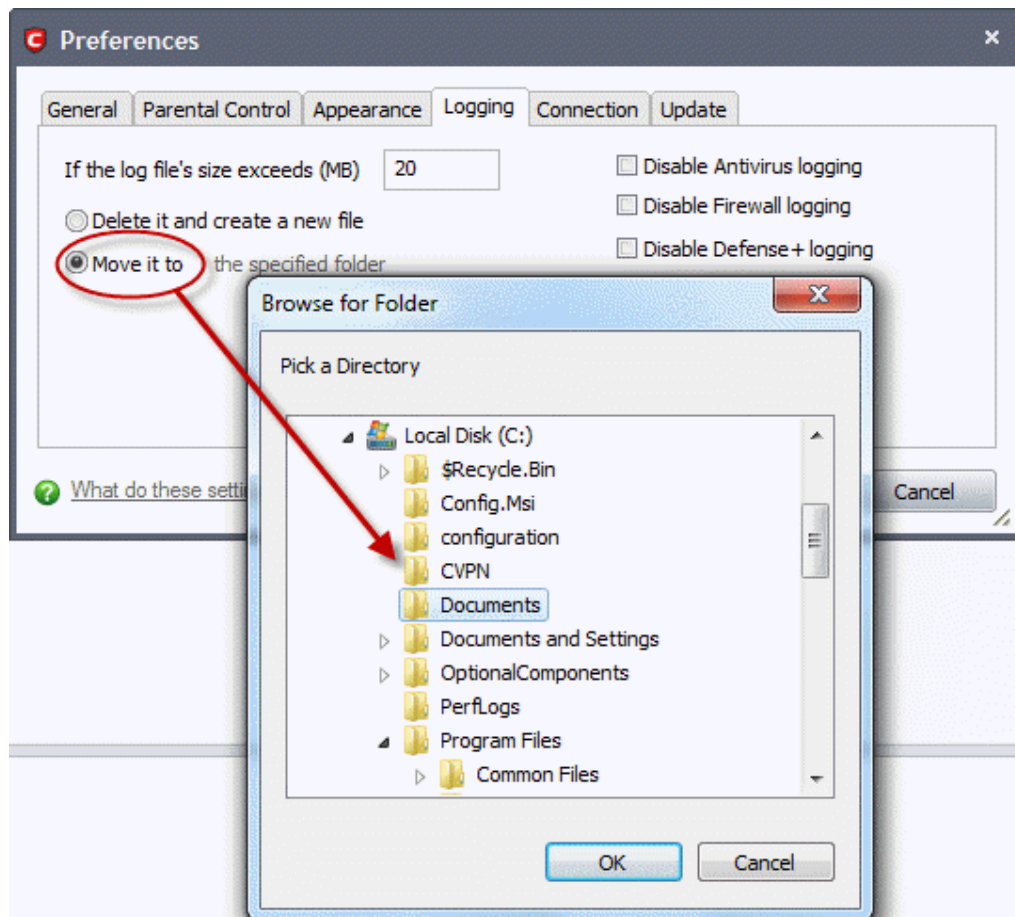 Preferences
General Parental Control Appearance Logging Connection Update
If the log file's size exceeds (MB) 20
Disable Antivirus logging
Delete it and create a new file
Disable Firewall logging
Move it to the specified folder
Disable Defense+ logging
Browse for Folder
Pick a Directory
Local Disk (C:)
$Recycle.Bin
Config.Msi
configuration
CVPN
Documents
Documents and Settings
OptionalComponents
PerfLogs
Program Files
Common Files
What do these
Cancel
OK Cancel